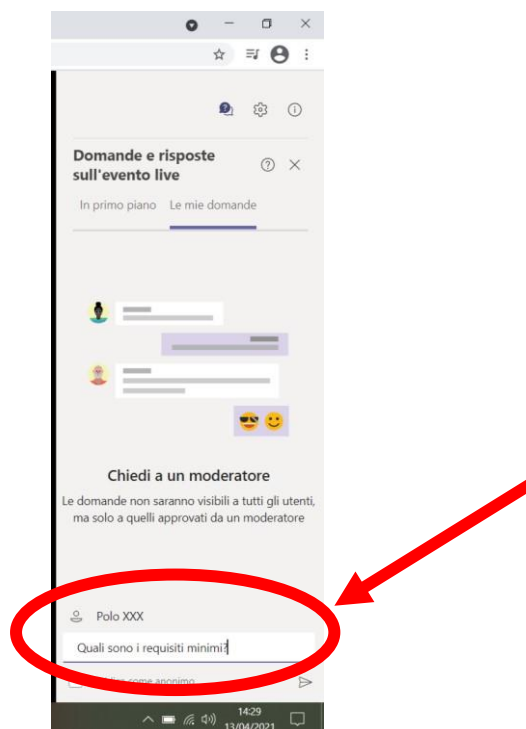 Domande e risposte
sull'evento live
In primo piano Le mie domande
Chiedi a un moderatore
Le domande non saranno visibili a tutti gli utenti,
ma solo a quelli approvati da un moderatore
Polo XXX
Quali sono i requisiti minimi?
come anonimo
14:29
13/04/2021